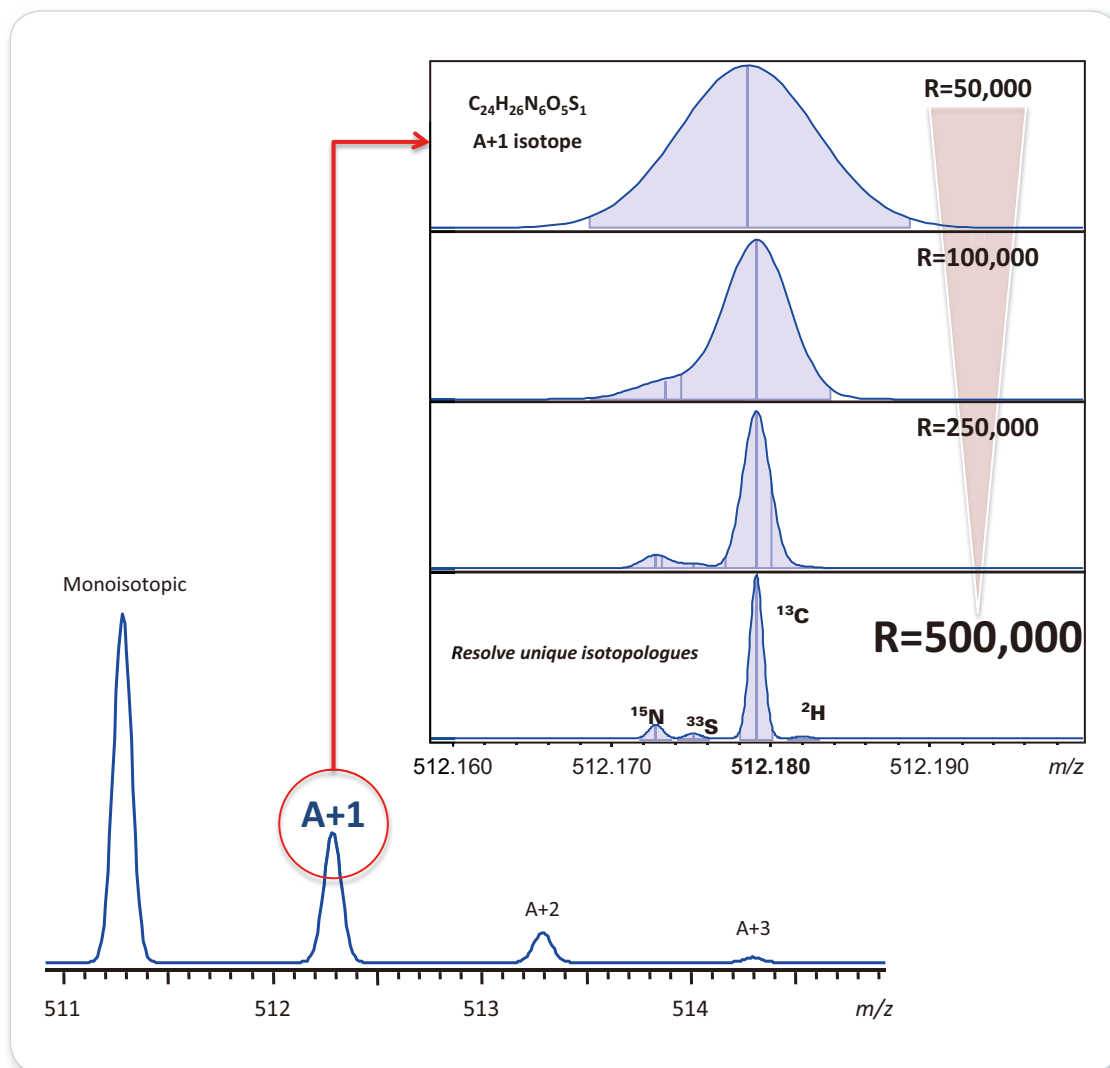 C₂₄H₂₆N₆O₅S₁
A+1 isotope
R=50,000
R=100,000
R=250,000
R=500,000
¹³C
Resolve unique isotopologues
¹⁵N
³³S
²H
512.160 512.170 512.180 512.190 m/z
Monoisotopic
A+1
A+2
A+3
511 512 513 514 m/z